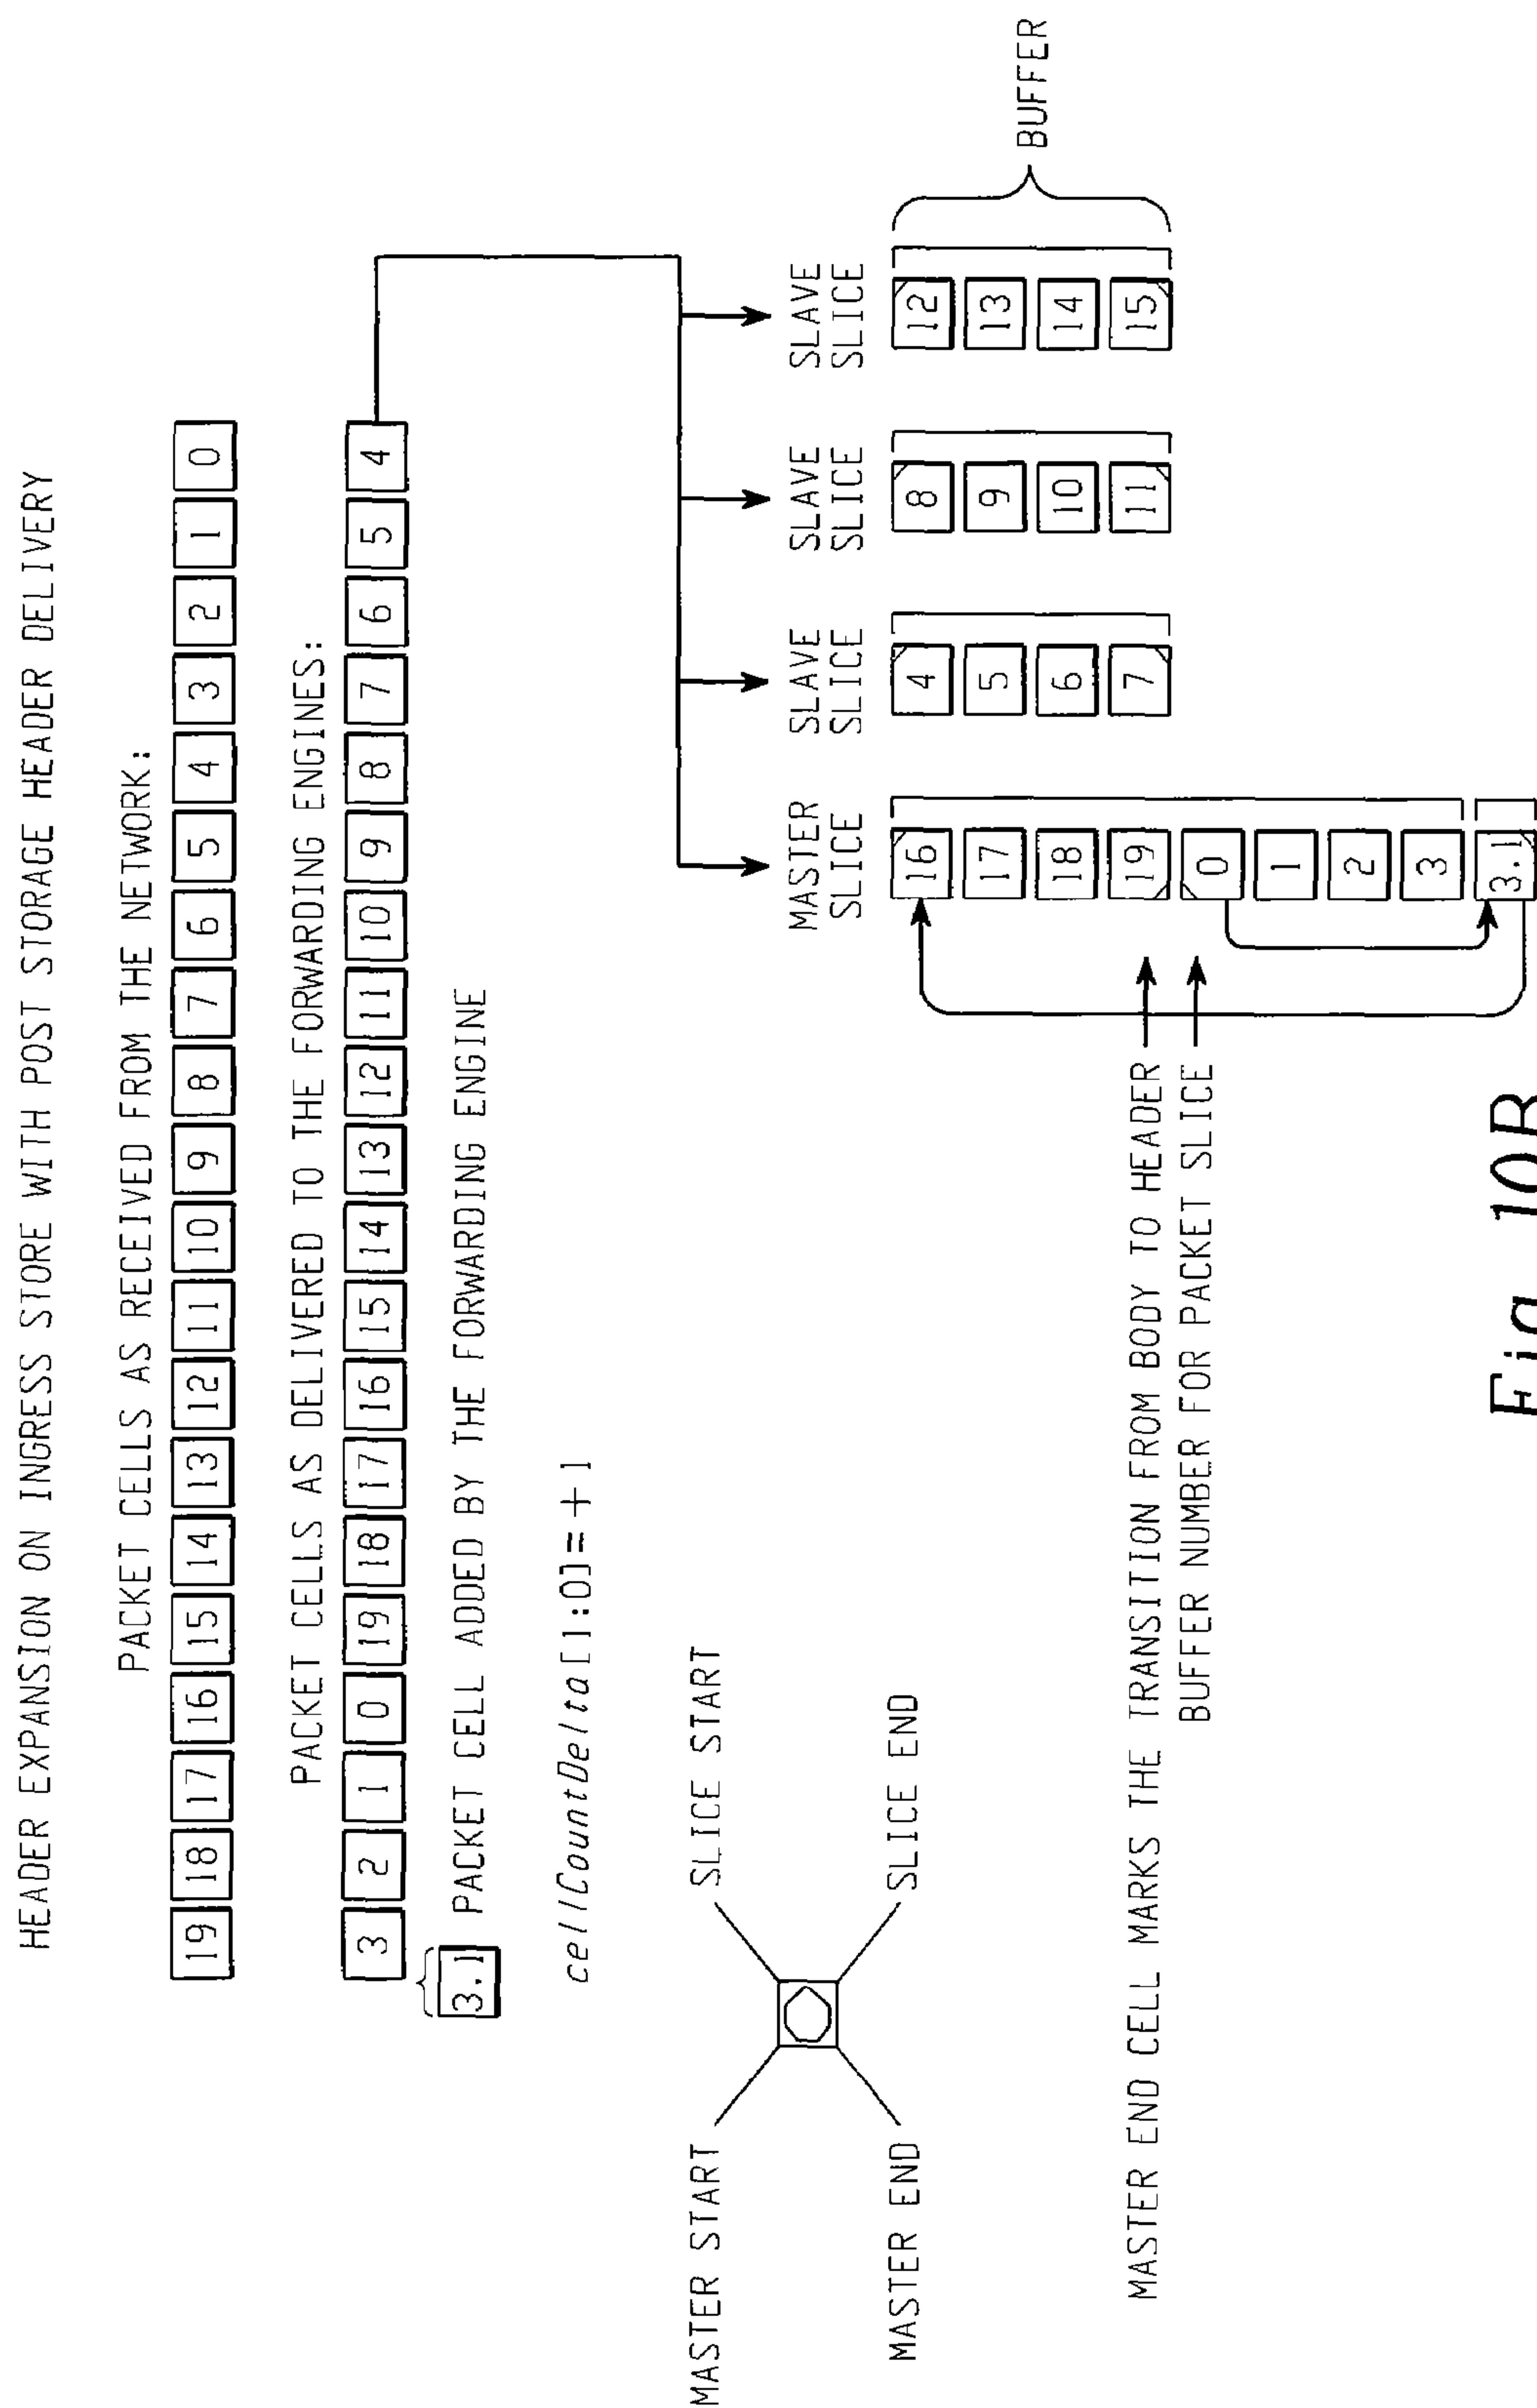 HEADER EXPANSION ON INGRESS STORE WITH POST STORAGE HEADER DELIVERY
PACKET CELLS AS RECEIVED FROM THE NETWORK:
19 18 17 16 15 14 13 12 11 10 9 8 7 6 5 4 3 2 1 0
PACKET CELLS AS DELIVERED TO THE FORWARDING ENGINES:
3 2 1 0 19 18 17 16 15 14 13 12 11 10 9 8 7 6 5 4
3.1 PACKET CELL ADDED BY THE FORWARDING ENGINE
cellCountDelta[1:0]=+1
MASTER START
SLICE START
MASTER END
SLICE END
MASTER SLAVE SLAVE SLAVE
SLICE SLICE SLICE SLICE
16 4 8 12
17 5 9 13
18 6 10 14
19 7 11 15
0
1
2
3
3.1
BUFFER
MASTER END CELL MARKS THE TRANSITION FROM BODY TO HEADER
BUFFER NUMBER FOR PACKET SLICE
Fig. 10B